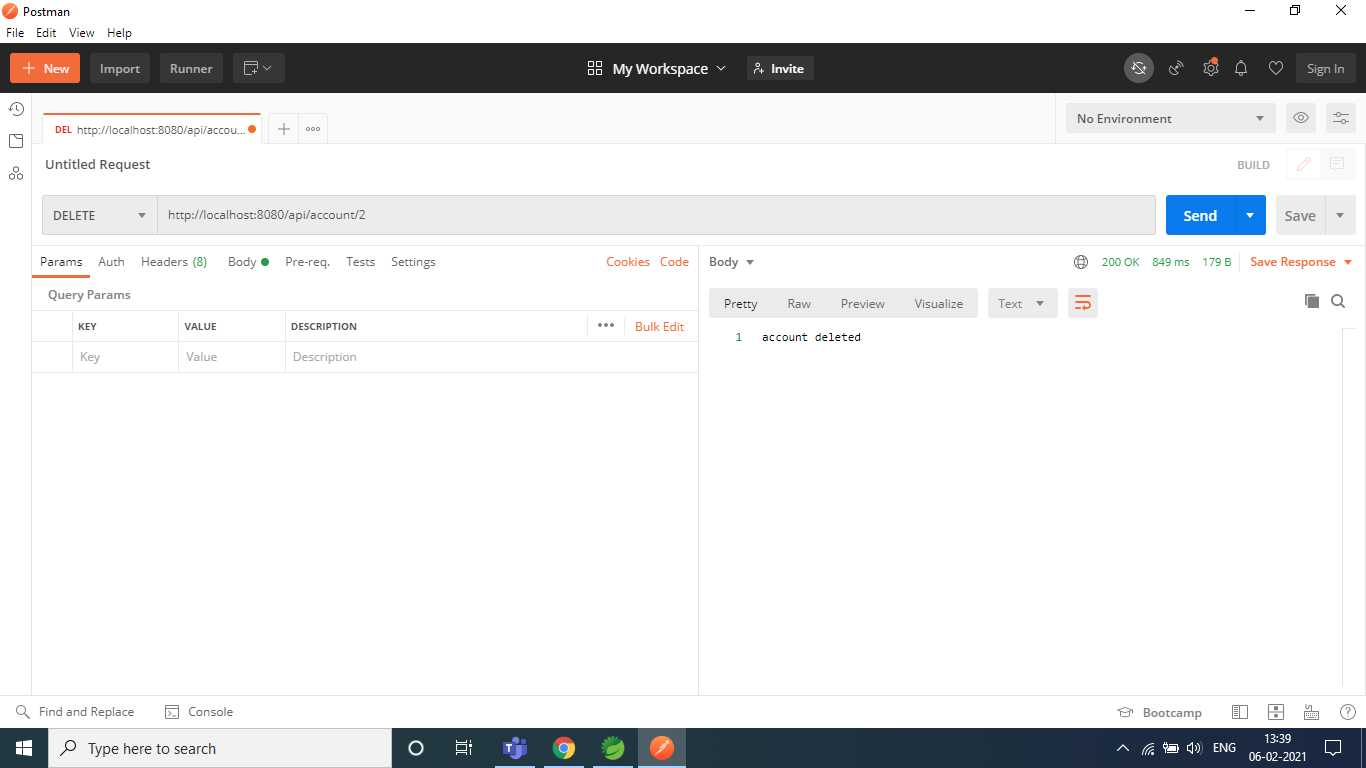 Postman
File Edit View Help
New Import Runner My Workspace Invite Sign In
DEL http://localhost:8080/api/accou... No Environment
Untitled Request BUILD
DELETE http://localhost:8080/api/account/2 Send Save
Params Auth Headers (8) Body Pre-req. Tests Settings Cookies Code
Body 200 OK 849 ms 179 B Save Response
Query Params
KEY VALUE DESCRIPTION Bulk Edit
Key Value Description
Pretty Raw Preview Visualize Text
1 account deleted
Find and Replace Console Bootcamp
Type here to search
ENG
13:39
06-02-2021